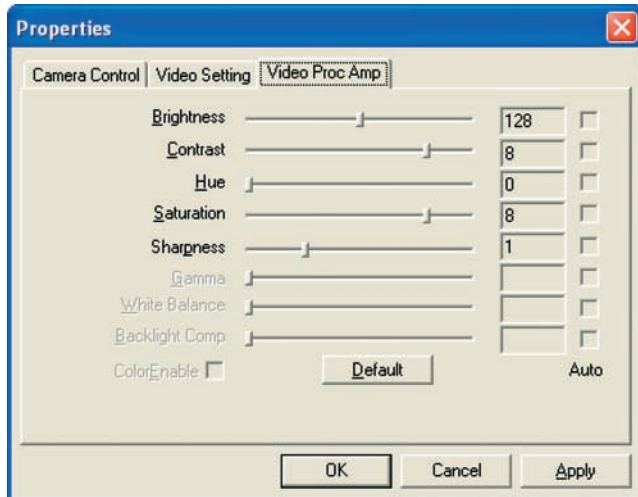 Properties
Camera Control Video Setting Video Proc Amp
Brightness 128
Contrast 8
Hue 0
Saturation 8
Sharpness 1
Gamma
White Balance
Backlight Comp
ColorEnable Default Auto
OK Cancel Apply